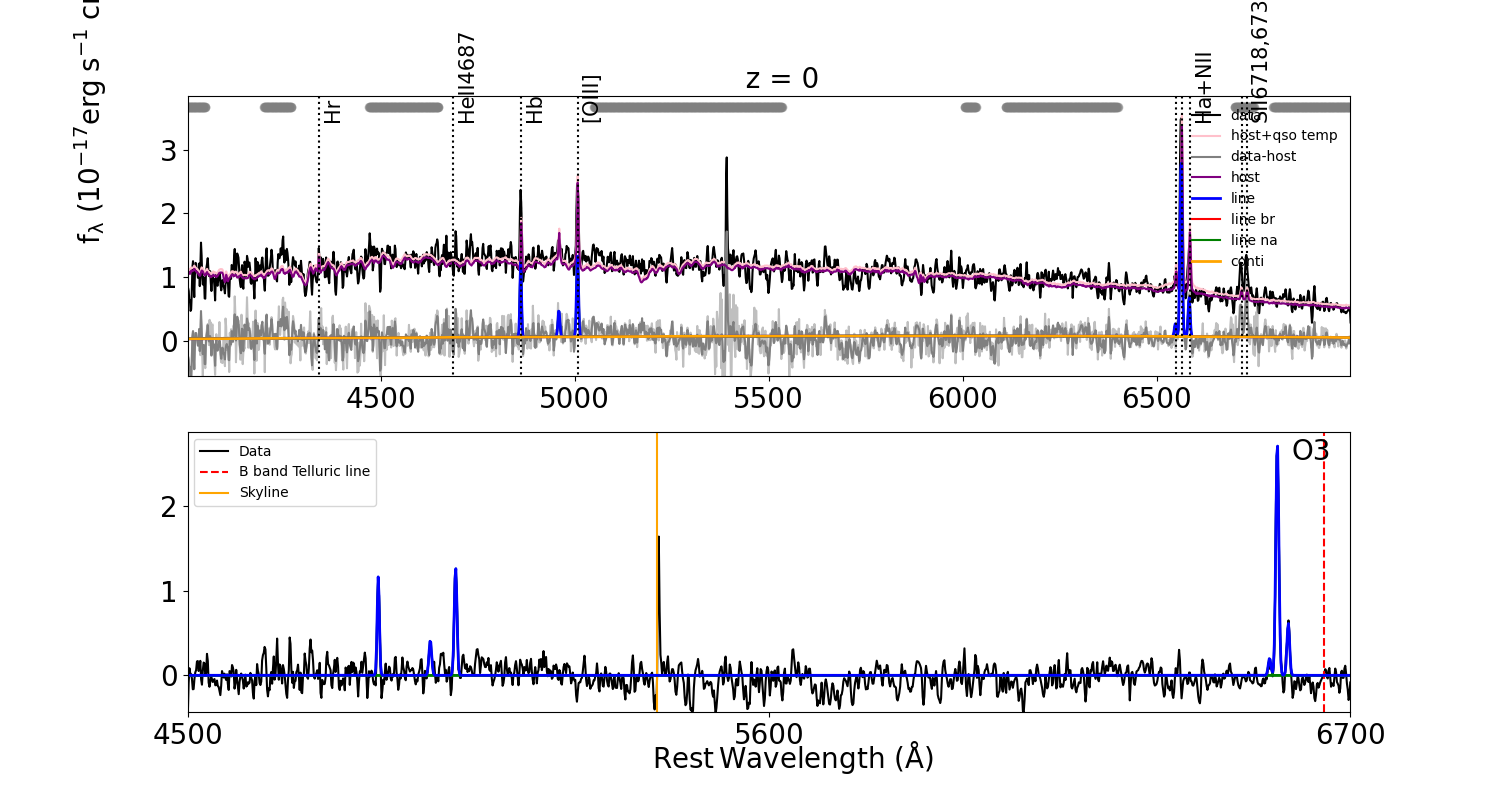 z = 0
f_λ (10^−17 erg s^−1
Hr
HeII4687
Hb
[OIII]
Ha+NII
SII6718,673
data
host+qso temp
data-host
host
line
line br
line na
conti
3
2
1
0
4500 5000 5500 6000 6500
Data
B band Telluric line
Skyline
O3
2
1
0
4500 5600 6700
Rest Wavelength (Å)